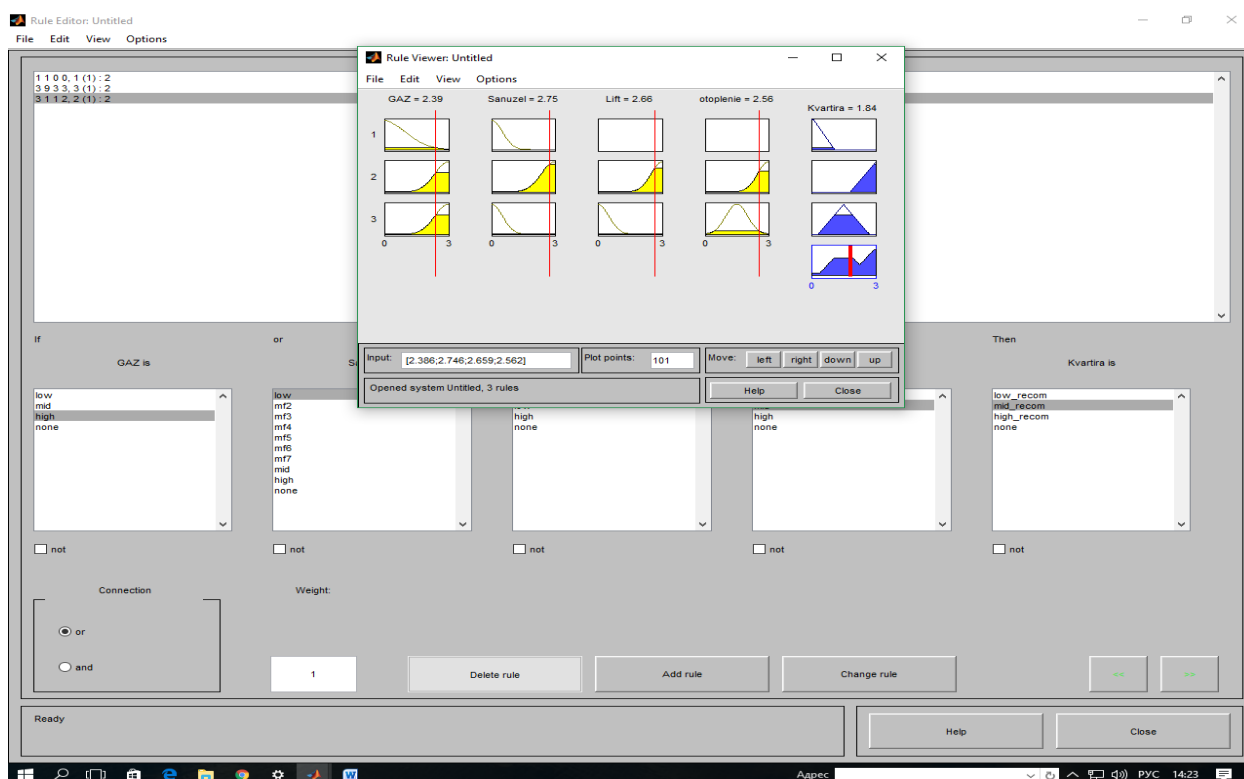 Rule Editor: Untitled
File Edit View Options
1 1 0 0, 1 (1) : 2
3 9 3 3, 3 (1) : 2
3 1 1 2, 2 (1) : 2
Rule Viewer: Untitled
File Edit View Options
GAZ = 2.39 Sanuzel = 2.75 Lift = 2.66 otoplenie = 2.56 Kvartira = 1.84
1
2
3
0 3 0 3 0 3 0 3
0 3
Input: [2.386;2.746;2.659;2.562] Plot points: 101 Move: left right down up
Opened system Untitled, 3 rules Help Close
If or Then
GAZ is Kvartira is
low
mid
high
none
low
mf2
mf3
mf4
mf5
mf6
mf7
mid
high
none
high
none
high
none
low_recom
mid_recom
high_recom
none
not not not not not
Connection Weight:
or
and
1 Delete rule Add rule Change rule << >>
Ready Help Close
Адрес РУС 14:23